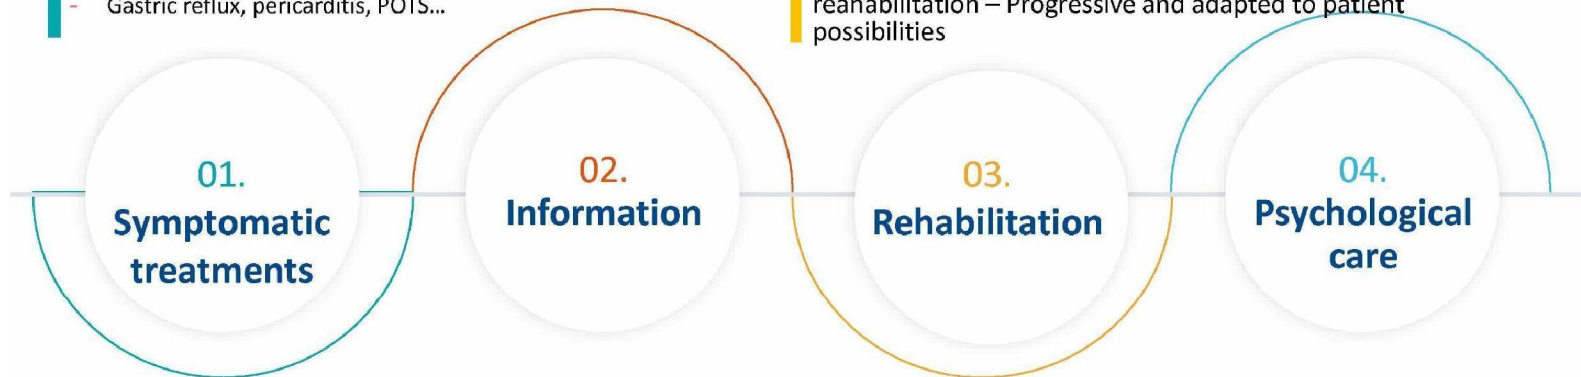 - Gastric reflux, pericarditis, POTS...
reahabilitation – Progressive and adapted to patient
possibilities
01.
Symptomatic
treatments
02.
Information
03.
Rehabilitation
04.
Psychological
care